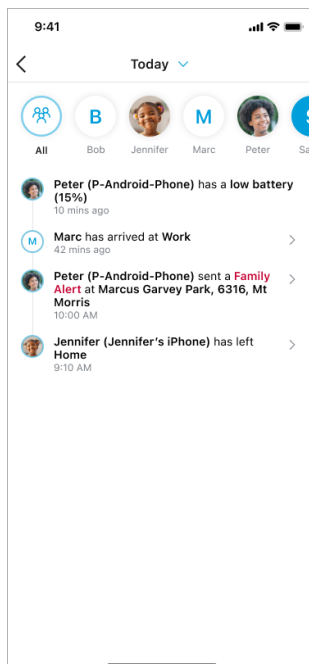 9:41
Today
B
M
All
Bob
Jennifer
Marc
Peter
Peter (P-Android-Phone) has a low battery
(15%)
10 mins ago
M
Marc has arrived at Work
42 mins ago
Peter (P-Android-Phone) sent a Family
Alert at Marcus Garvey Park, 6316, Mt
Morris
10:00 AM
Jennifer (Jennifer's iPhone) has left
Home
9:10 AM